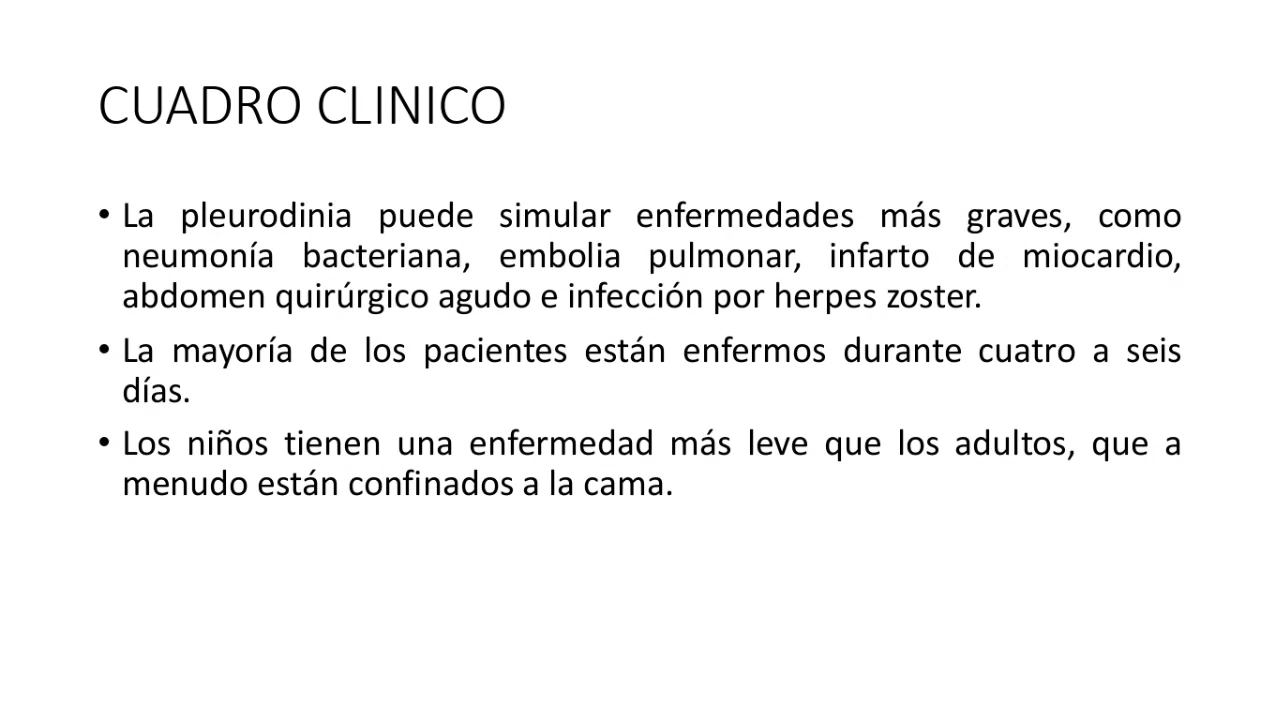 CUADRO CLINICO
• La pleurodinia puede simular enfermedades más graves, como
neumonía bacteriana, embolia pulmonar, infarto de miocardio,
abdomen quirúrgico agudo e infección por herpes zoster.
• La mayoría de los pacientes están enfermos durante cuatro a seis
días.
• Los niños tienen una enfermedad más leve que los adultos, que a
menudo están confinados a la cama.